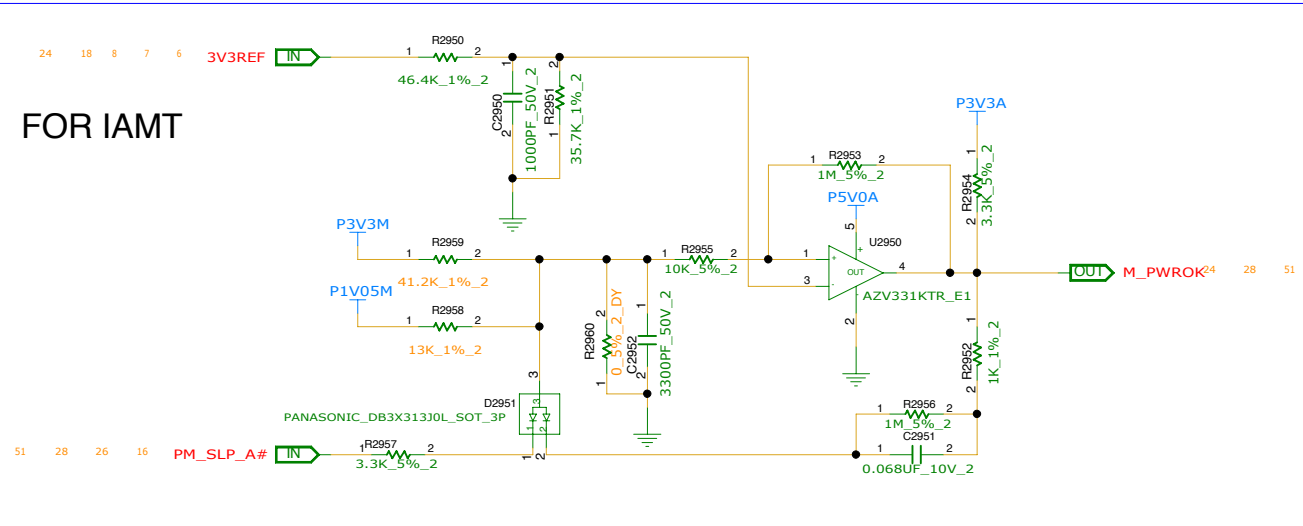 24 18 8 7 6 3V3REF IN 1 R2950 2
46.4K_1%_2
FOR IAMT
1 C2950 2 1000PF_50V_2
2 R2951 1 35.7K_1%_2
P3V3A
1 R2954 2 3.3K_5%_2
1 R2953 2
1M_5%_2
P5V0A
5
U2950
P3V3M
1 R2959 2
41.2K_1%_2
1 R2955 2
10K_5%_2
1 + + OUT 4
3 - -
AZV331KTR_E1
2
OUT M_PWROK 24 28 51
P1V05M
1 R2958 2
13K_1%_2
2 R2960 1 0_5%_2_DY
1 C2952 2 3300PF_50V_2
1 R2952 2 1K_1%_2
3
D2951 3
PANASONIC_DB3X313J0L_SOT_3P
1 2
1 R2956 2
1M_5%_2
51 28 26 16 PM_SLP_A# IN 1 R2957 2
3.3K_5%_2
1 2
1 C2951 2
0.068UF_10V_2